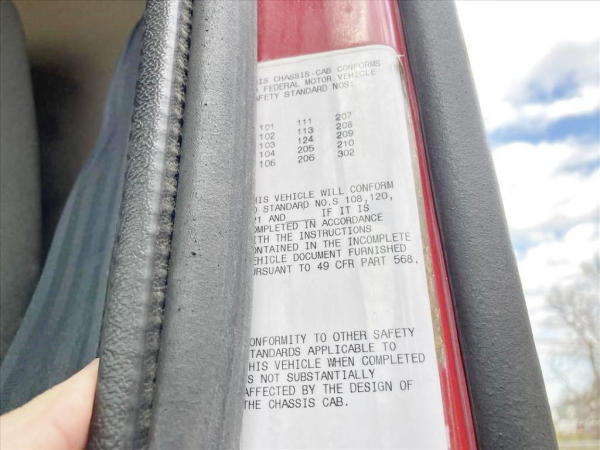 IS CHASSIS-CAB CONFORMS
FEDERAL MOTOR VEHICLE
AFETY STANDARD NOS:
101 111 207
102 113 208
103 124 209
104 205 210
106 206 302
HIS VEHICLE WILL CONFORM
O STANDARD NO.S 108,120,
21 AND ____ IF IT IS
OMPLETED IN ACCORDANCE
ITH THE INSTRUCTIONS
ONTAINED IN THE INCOMPLETE
EHICLE DOCUMENT FURNISHED
URSUANT TO 49 CFR PART 568.
ONFORMITY TO OTHER SAFETY
TANDARDS APPLICABLE TO
HIS VEHICLE WHEN COMPLETED
S NOT SUBSTANTIALLY
AFFECTED BY THE DESIGN OF
THE CHASSIS CAB.